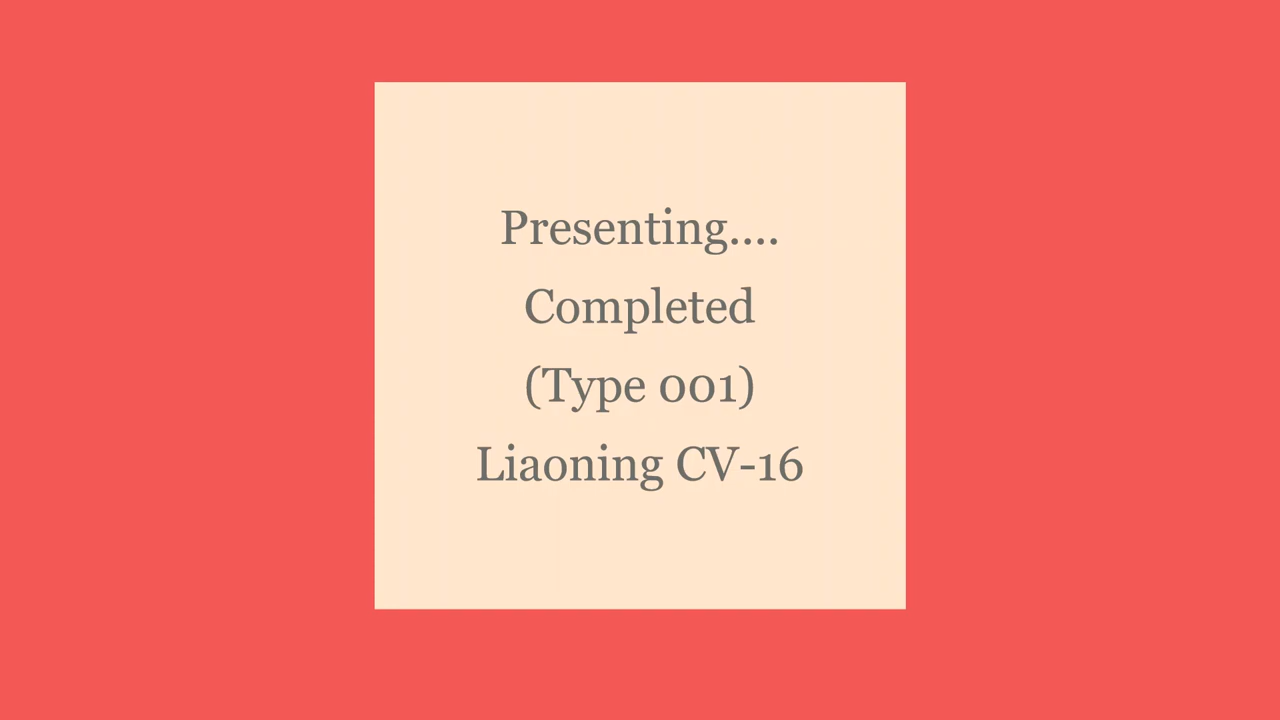 Presenting....
Completed
(Type 001)
Liaoning CV-16